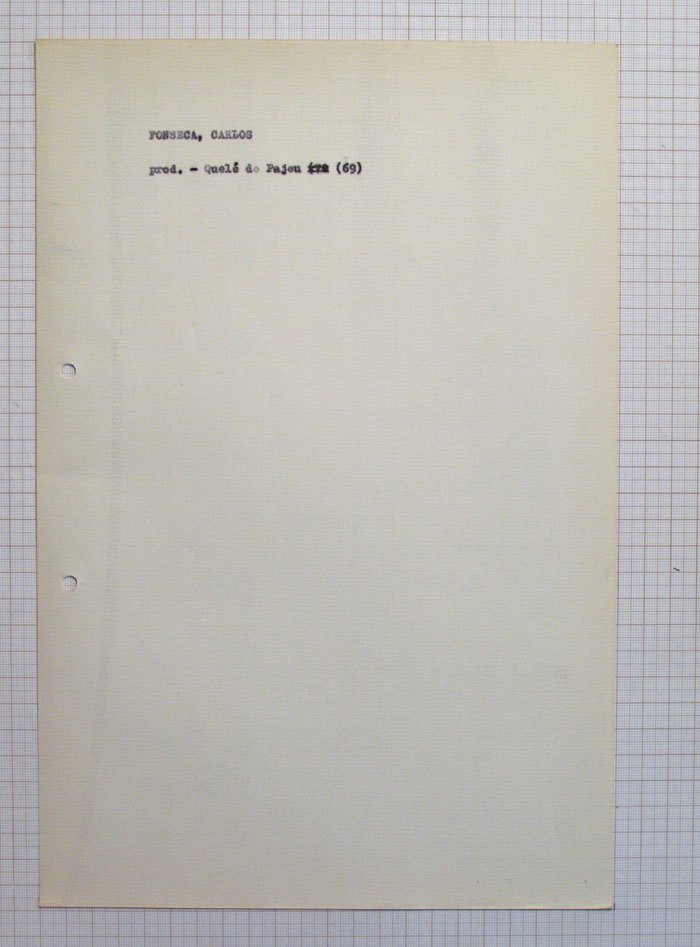 FONSECA, CARLOS
prod. - Quelé do Pajeu (69)